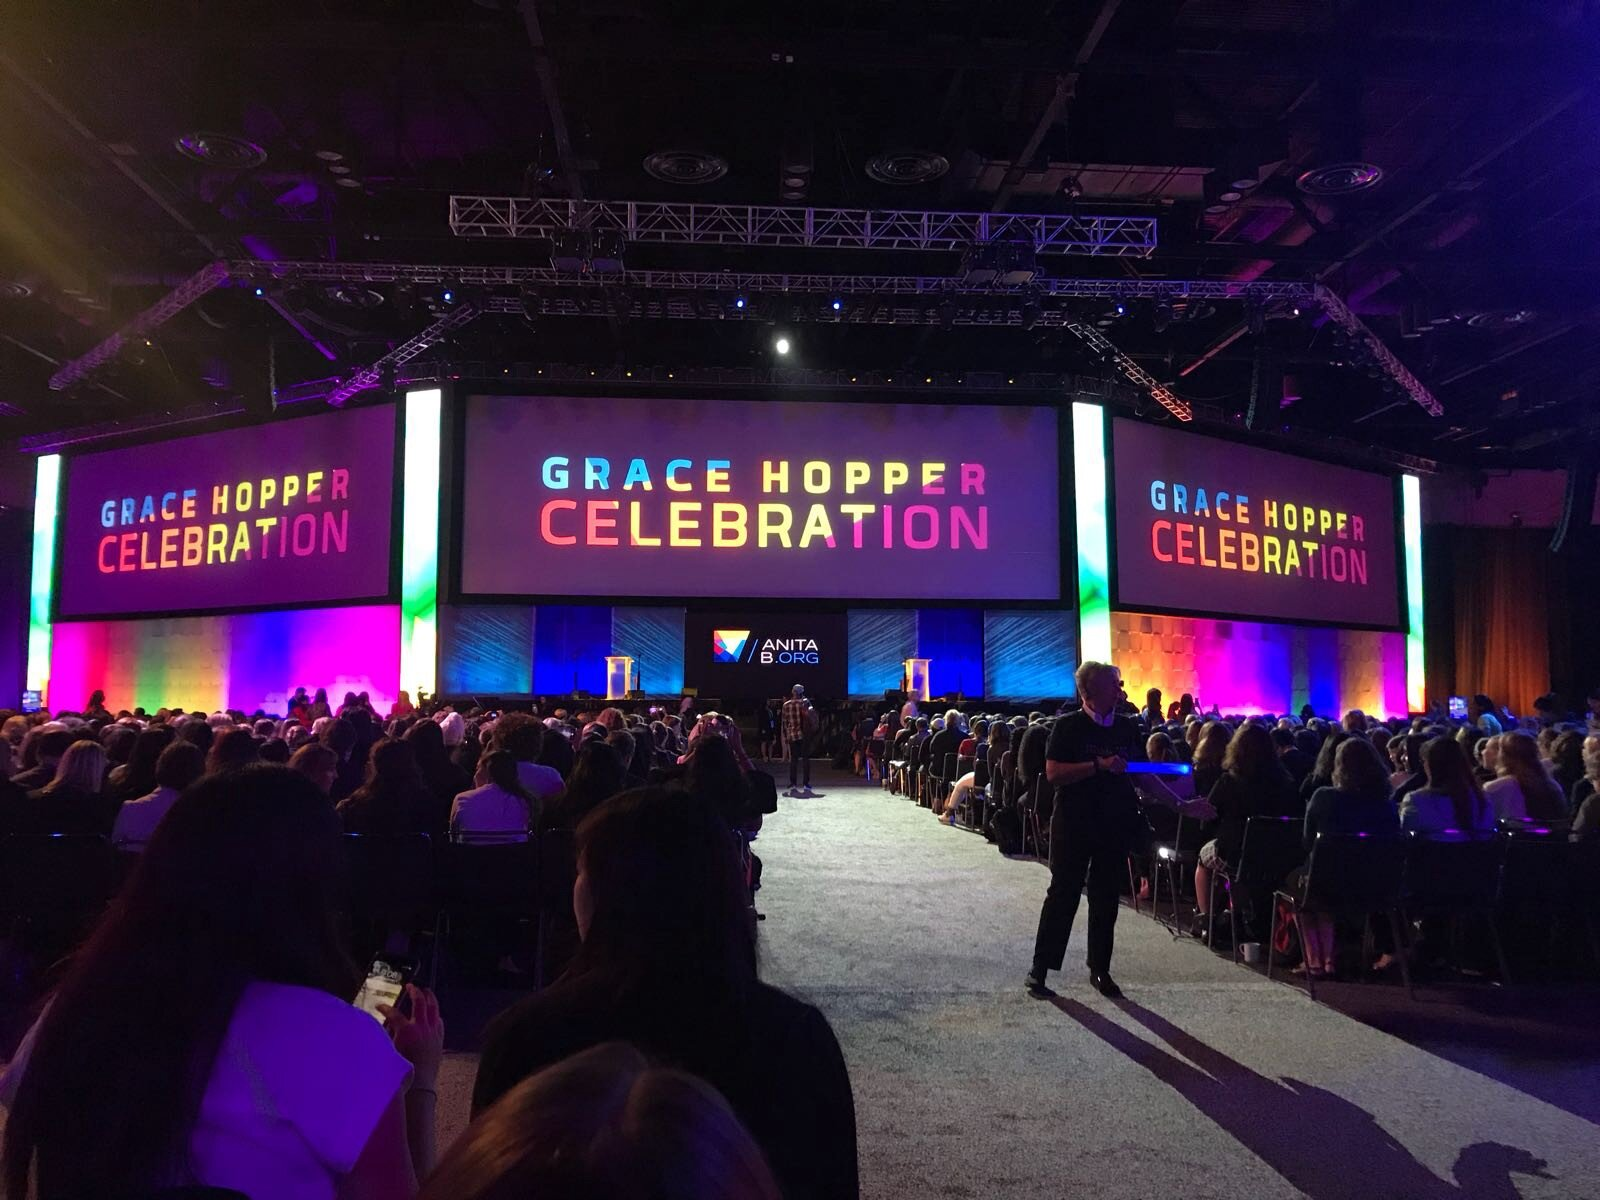 GRACE HOPPER
CELEBRATION
GRACE HOPPER
CELEBRATION
GRACE HOPPER
CELEBRATION
ANITA
B.ORG